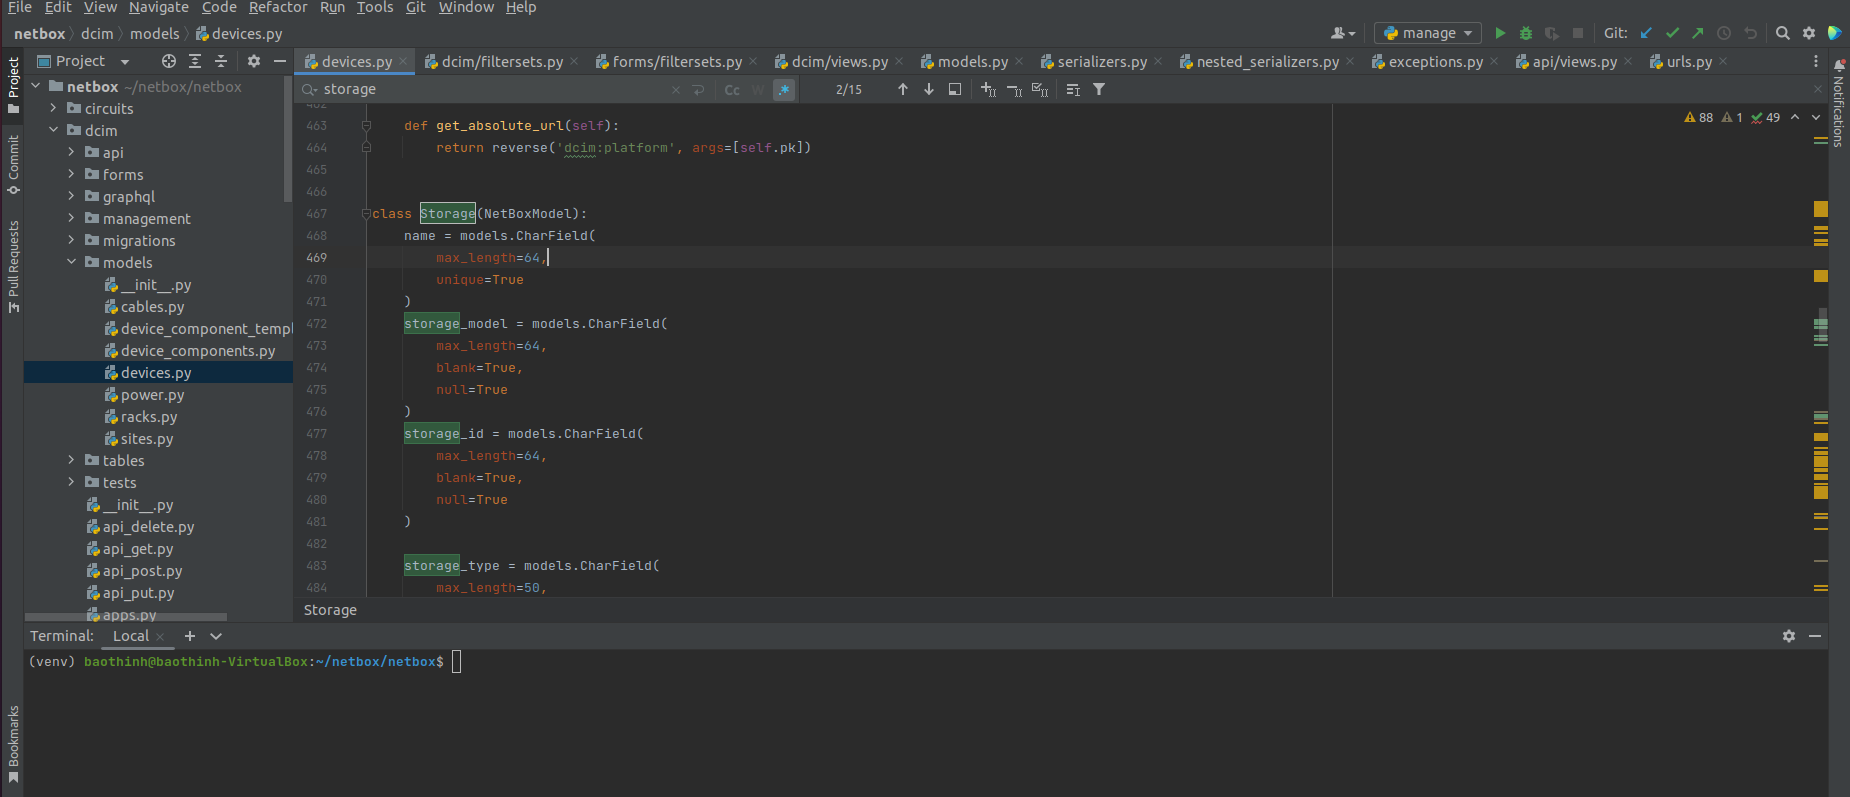 File Edit View Navigate Code Refactor Run Tools Git Window Help
netbox dcim models devices.py manage Git:
Project devices.py dcim/filtersets.py forms/filtersets.py dcim/views.py models.py serializers.py nested_serializers.py exceptions.py api/views.py urls.py
storage Cc W .* 2/15
Project
Commit
Pull Requests
Bookmarks
Notifications
netbox ~/netbox/netbox
circuits
dcim
api
forms
graphql
management
migrations
models
__init__.py
cables.py
device_component_templ
device_components.py
devices.py
power.py
racks.py
sites.py
tables
tests
__init__.py
api_delete.py
api_get.py
api_post.py
api_put.py
apps.py
88 1 49
462
463 def get_absolute_url(self):
464 return reverse('dcim:platform', args=[self.pk])
465
466
467 class Storage(NetBoxModel):
468 name = models.CharField(
469 max_length=64,
470 unique=True
471 )
472 storage_model = models.CharField(
473 max_length=64,
474 blank=True,
475 null=True
476 )
477 storage_id = models.CharField(
478 max_length=64,
479 blank=True,
480 null=True
481 )
482
483 storage_type = models.CharField(
484 max_length=50,
Storage
Terminal: Local
(venv) baothinh@baothinh-VirtualBox:~/netbox/netbox$